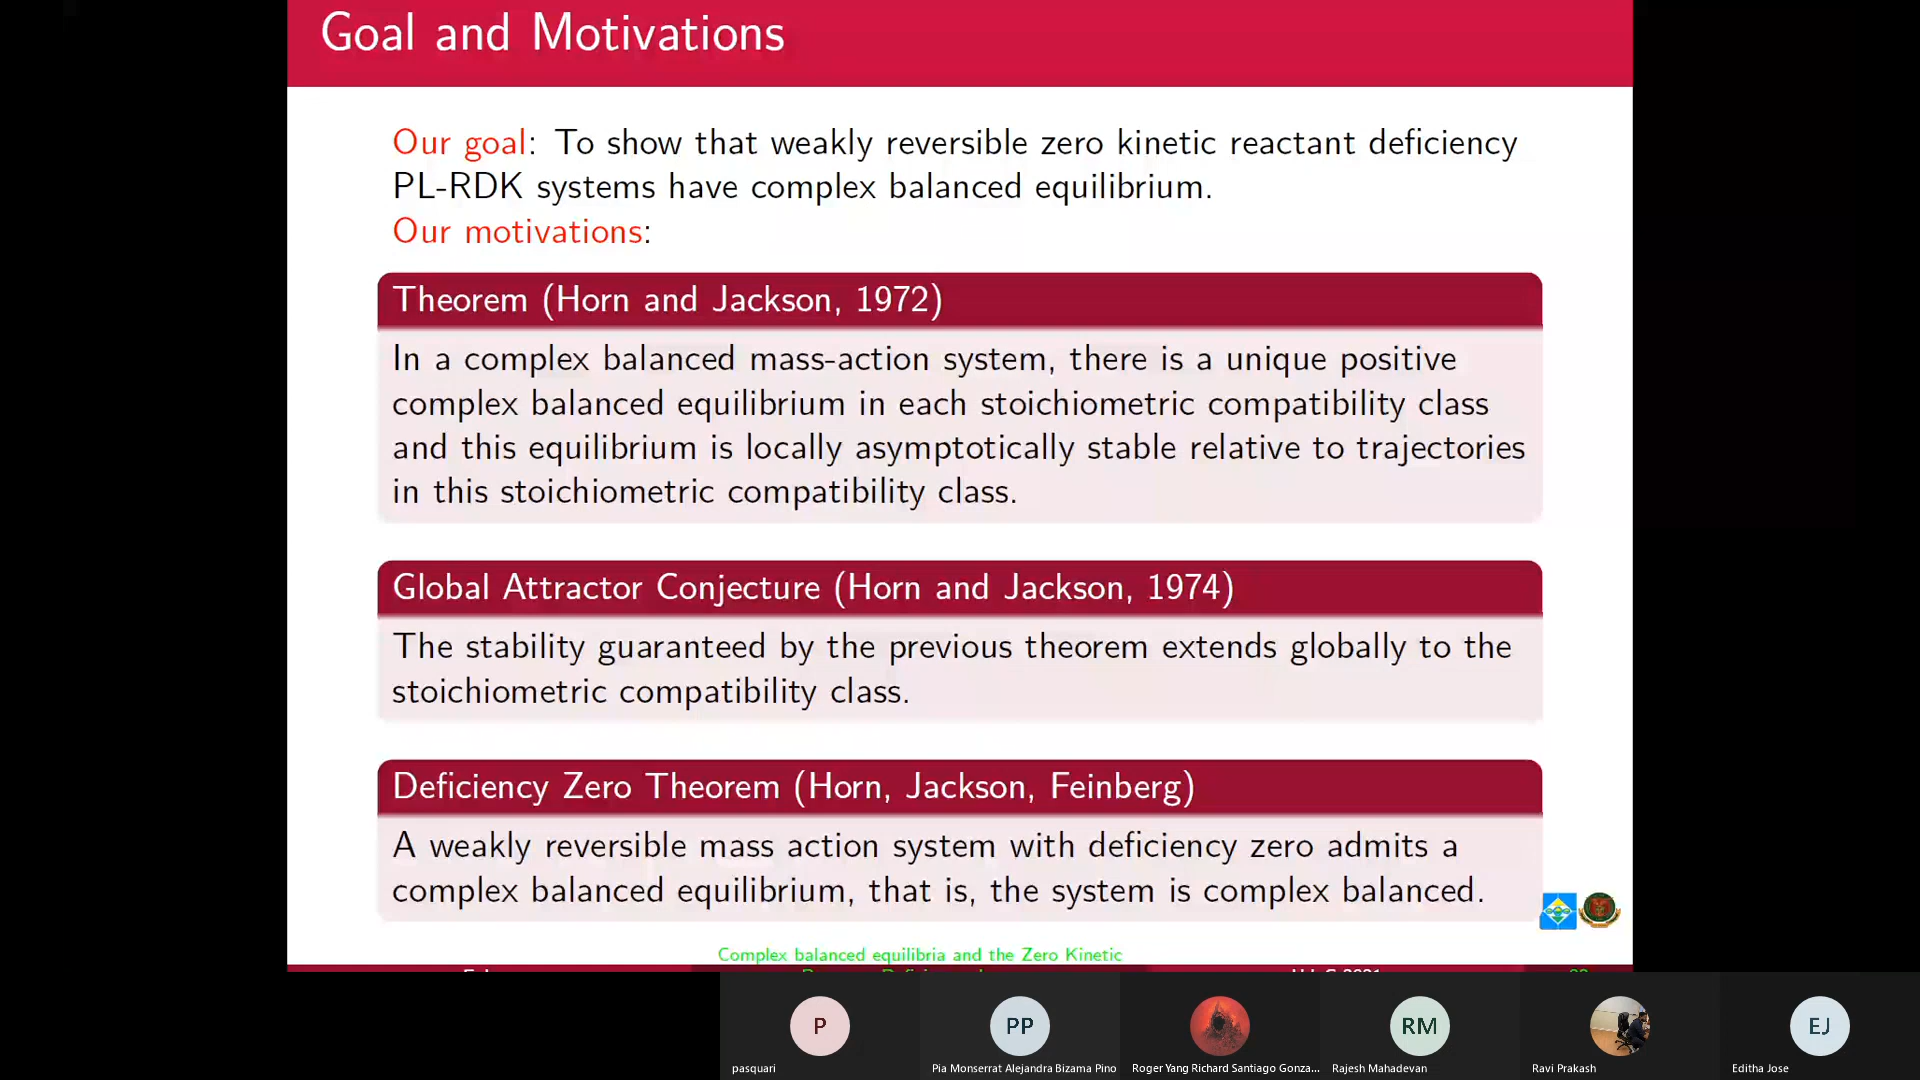 Goal and Motivations
Our goal: To show that weakly reversible zero kinetic reactant deficiency
PL-RDK systems have complex balanced equilibrium.
Our motivations:
Theorem (Horn and Jackson, 1972)
In a complex balanced mass-action system, there is a unique positive
complex balanced equilibrium in each stoichiometric compatibility class
and this equilibrium is locally asymptotically stable relative to trajectories
in this stoichiometric compatibility class.
Global Attractor Conjecture (Horn and Jackson, 1974)
The stability guaranteed by the previous theorem extends globally to the
stoichiometric compatibility class.
Deficiency Zero Theorem (Horn, Jackson, Feinberg)
A weakly reversible mass action system with deficiency zero admits a
complex balanced equilibrium, that is, the system is complex balanced.
Complex balanced equilibria and the Zero Kinetic
P
PP
RM
EJ
pasquari
Pia Monserrat Alejandra Bizama Pino
Roger Yang Richard Santiago Gonza...
Rajesh Mahadevan
Ravi Prakash
Editha Jose